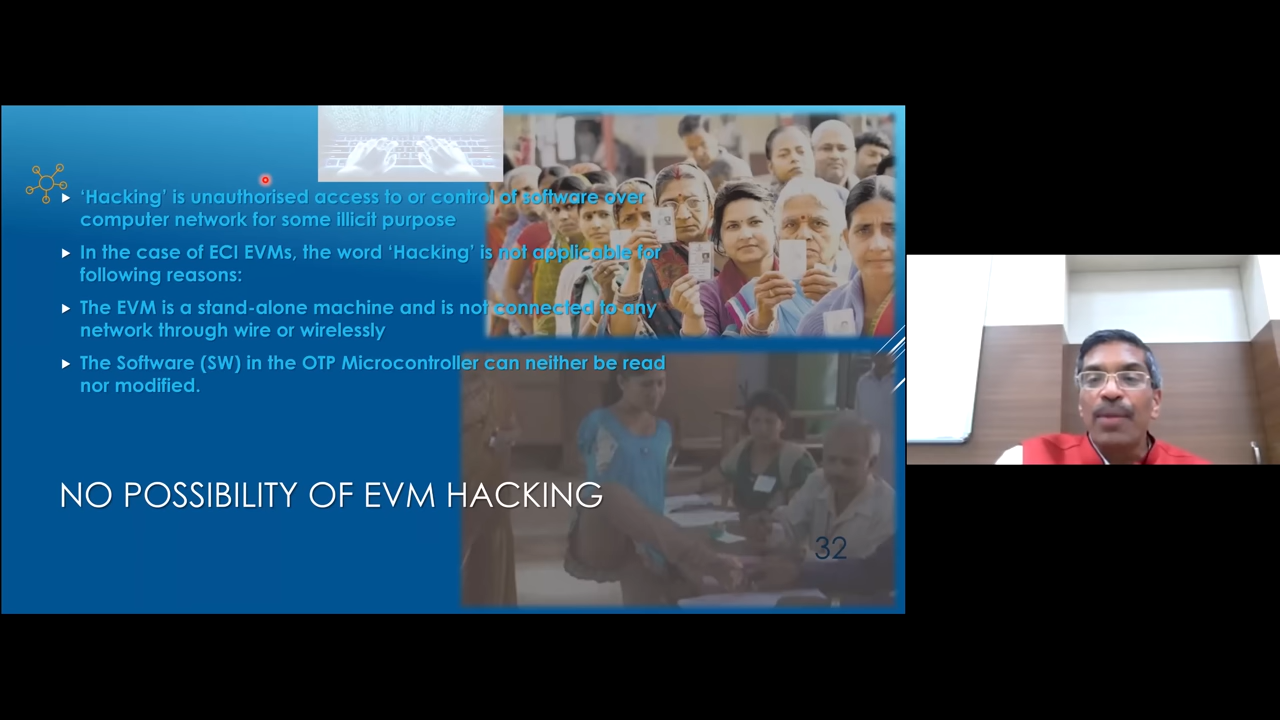 ‘Hacking’ is unauthorised access to or control of software over
computer network for some illicit purpose
In the case of ECI EVMs, the word ‘Hacking’ is not applicable for
following reasons:
The EVM is a stand-alone machine and is not connected to any
network through wire or wirelessly
The Software (SW) in the OTP Microcontroller can neither be read
nor modified.
NO POSSIBILITY OF EVM HACKING
32